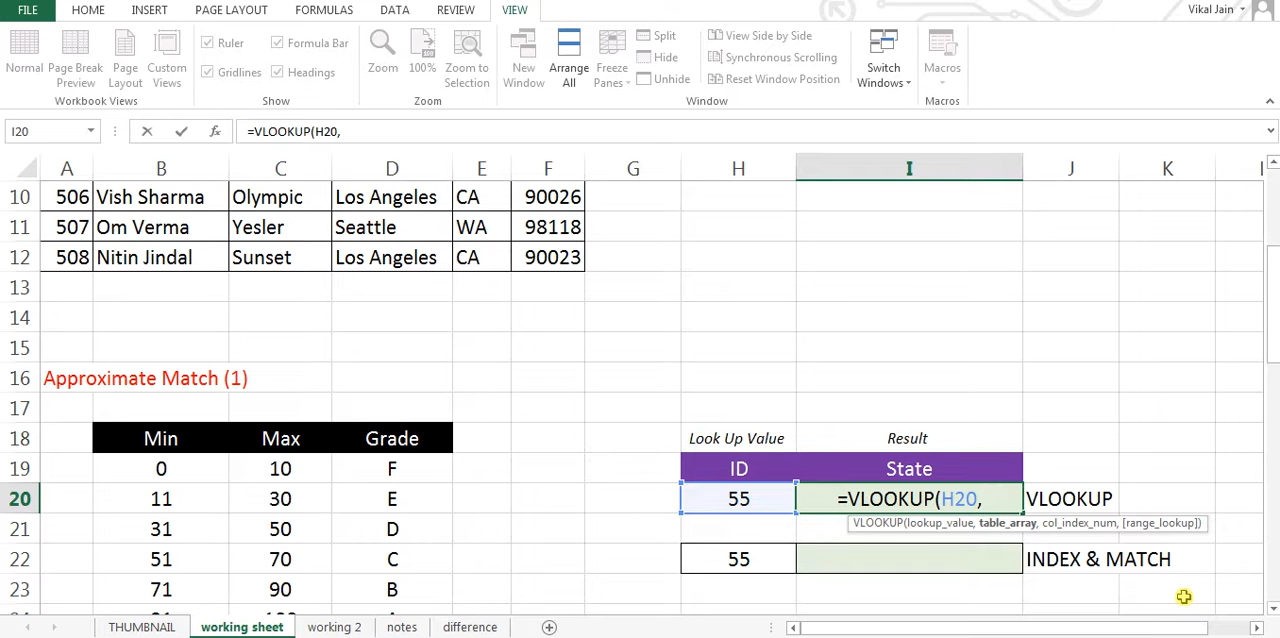 FILE HOME INSERT PAGE LAYOUT FORMULAS DATA REVIEW VIEW Vikal Jain
Normal Page Break Preview Page Layout Custom Views
Workbook Views
Ruler Formula Bar
Gridlines Headings
Show
Zoom 100% Zoom to Selection
Zoom
New Window Arrange All Freeze Panes
Split
Hide
Unhide
View Side by Side
Synchronous Scrolling
Reset Window Position
Switch Windows
Window
Macros
Macros
I20 fx =VLOOKUP(H20,
A B C D E F G H I J K
10 506 Vish Sharma Olympic Los Angeles CA 90026
11 507 Om Verma Yesler Seattle WA 98118
12 508 Nitin Jindal Sunset Los Angeles CA 90023
13
14
15
16 Approximate Match (1)
17
18 Min Max Grade Look Up Value Result
19 0 10 F ID State
20 11 30 E 55 =VLOOKUP(H20, VLOOKUP
VLOOKUP(lookup_value, table_array, col_index_num, [range_lookup])
21 31 50 D
22 51 70 C 55 INDEX & MATCH
23 71 90 B
THUMBNAIL working sheet working 2 notes difference